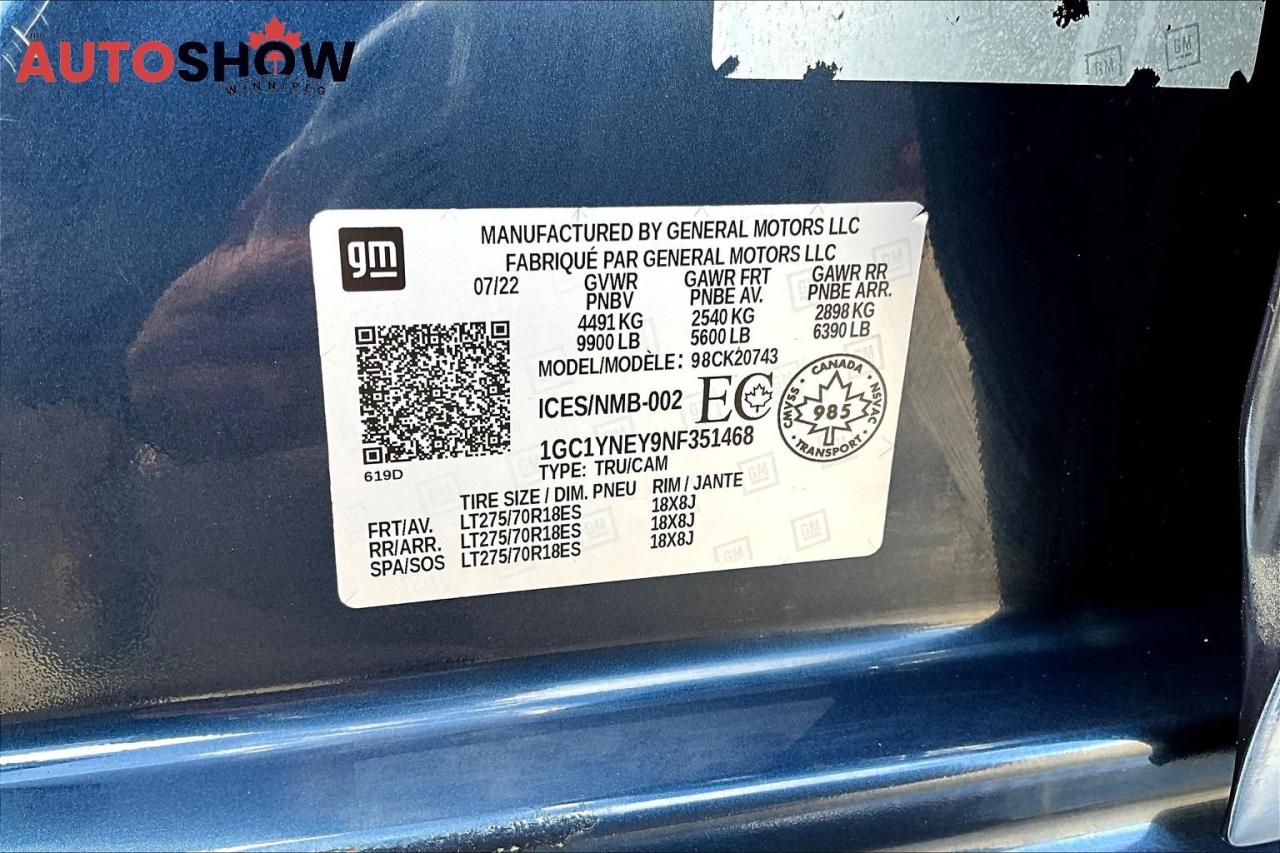 THE
AUTOSHOW
WINNIPEG
GM GM
gm
MANUFACTURED BY GENERAL MOTORS LLC
FABRIQUÉ PAR GENERAL MOTORS LLC
07/22 GVWR GAWR FRT GAWR RR
PNBV PNBE AV. PNBE ARR.
4491 KG 2540 KG 2898 KG
9900 LB 5600 LB 6390 LB
MODEL/MODÈLE: 98CK20743
ICES/NMB-002 EC
CANADA
CMVSS 985 NSVAC
TRANSPORT
1GC1YNEY9NF351468
619D
TYPE: TRU/CAM
TIRE SIZE / DIM. PNEU RIM / JANTE
FRT/AV. LT275/70R18ES 18X8J
RR/ARR. LT275/70R18ES 18X8J
SPA/SOS LT275/70R18ES 18X8J